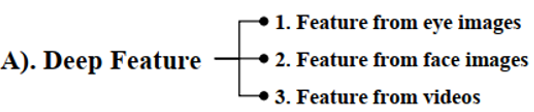 A). Deep Feature
1. Feature from eye images
2. Feature from face images
3. Feature from videos